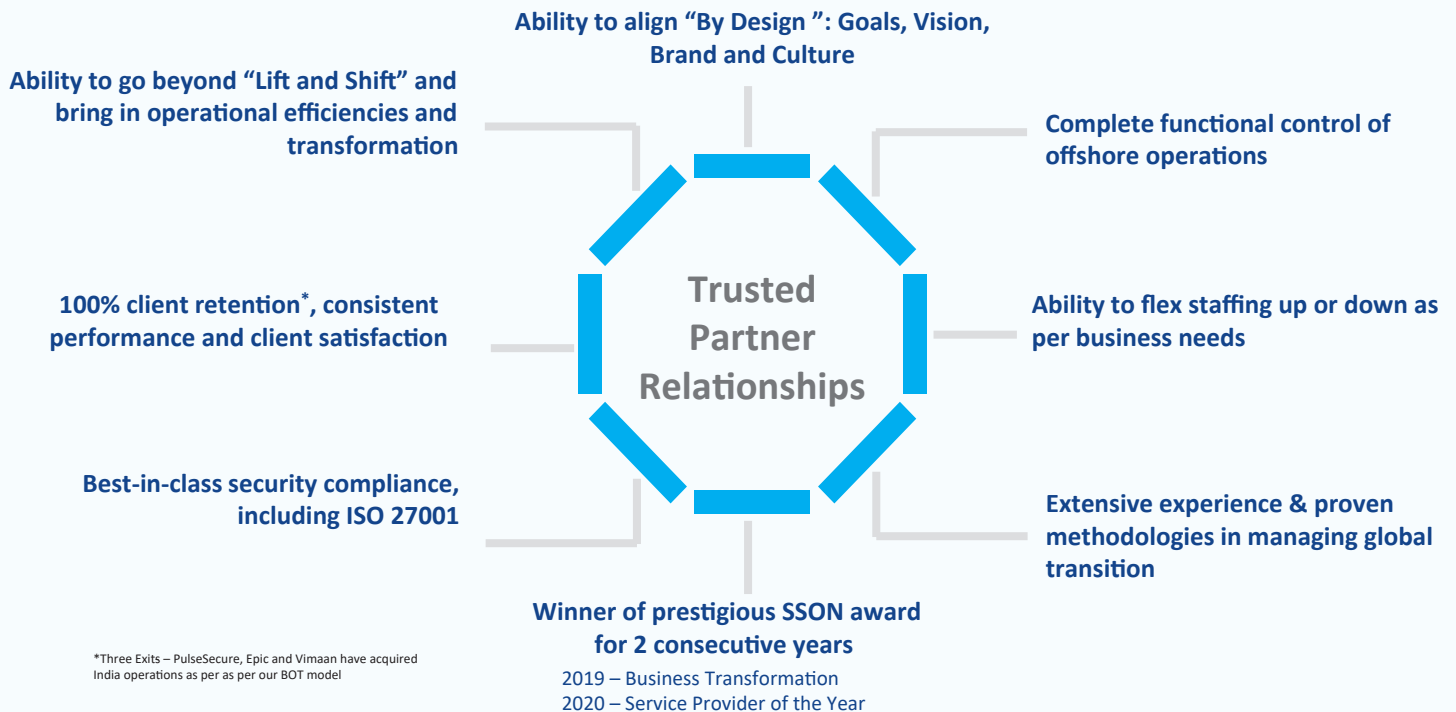 Ability to align “By Design ”: Goals, Vision,
Brand and Culture
Ability to go beyond “Lift and Shift” and
bring in operational efficiencies and
transformation
Complete functional control of
offshore operations
Trusted
Partner
Relationships
100% client retention*, consistent
performance and client satisfaction
Ability to flex staffing up or down as
per business needs
Best-in-class security compliance,
including ISO 27001
Extensive experience & proven
methodologies in managing global
transition
Winner of prestigious SSON award
for 2 consecutive years
2019 – Business Transformation
2020 – Service Provider of the Year
*Three Exits – PulseSecure, Epic and Vimaan have acquired
India operations as per as per our BOT model